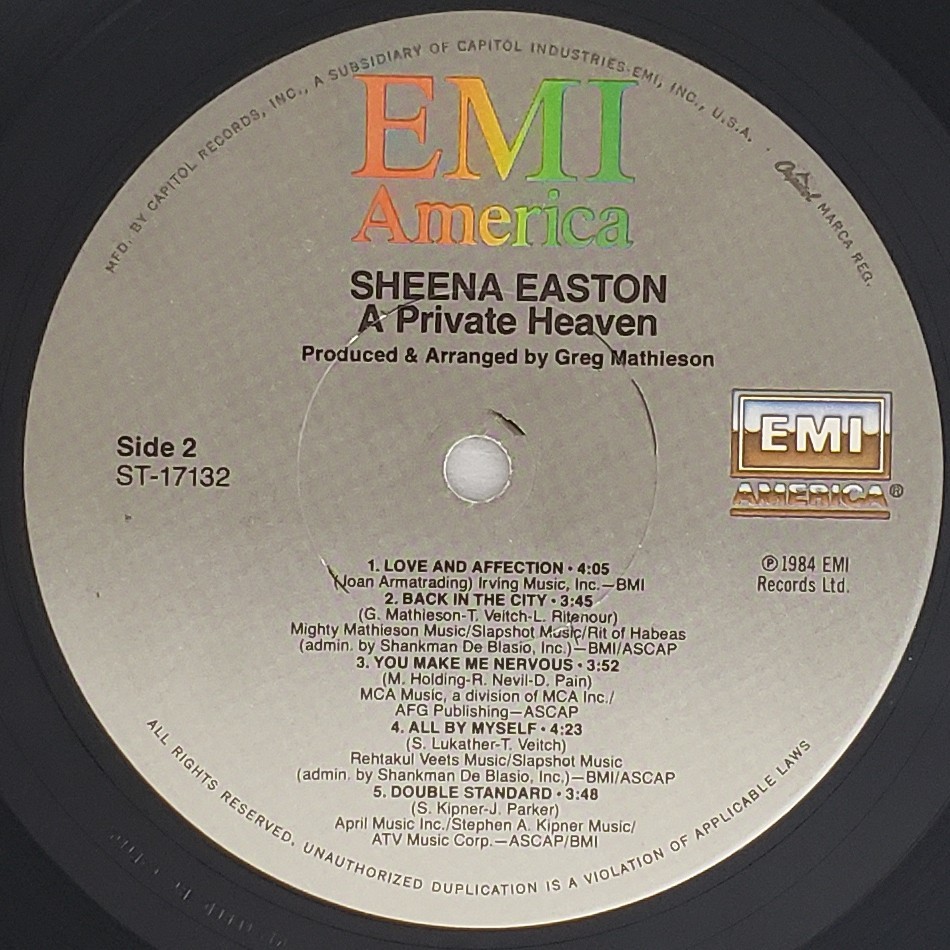 MFD. BY CAPITOL RECORDS, INC., A SUBSIDIARY OF CAPITOL INDUSTRIES-EMI, INC., U.S.A. · Capitol MARCA REG.
EMI
America
SHEENA EASTON
A Private Heaven
Produced & Arranged by Greg Mathieson
Side 2
ST-17132
EMI
AMERICA®
℗1984 EMI
Records Ltd.
1. LOVE AND AFFECTION • 4:05
(Joan Armatrading) Irving Music, Inc.—BMI
2. BACK IN THE CITY • 3:45
(G. Mathieson-T. Veitch-L. Ritenour)
Mighty Mathieson Music/Slapshot Music/Rit of Habeas
(admin. by Shankman De Blasio, Inc.)—BMI/ASCAP
3. YOU MAKE ME NERVOUS • 3:52
(M. Holding-R. Nevil-D. Pain)
MCA Music, a division of MCA Inc./
AFG Publishing—ASCAP
4. ALL BY MYSELF • 4:23
(S. Lukather-T. Veitch)
Rehtakul Veets Music/Slapshot Music
(admin. by Shankman De Blasio, Inc.)—BMI/ASCAP
5. DOUBLE STANDARD • 3:48
(S. Kipner-J. Parker)
April Music Inc./Stephen A. Kipner Music/
ATV Music Corp.—ASCAP/BMI
ALL RIGHTS RESERVED. UNAUTHORIZED DUPLICATION IS A VIOLATION OF APPLICABLE LAWS